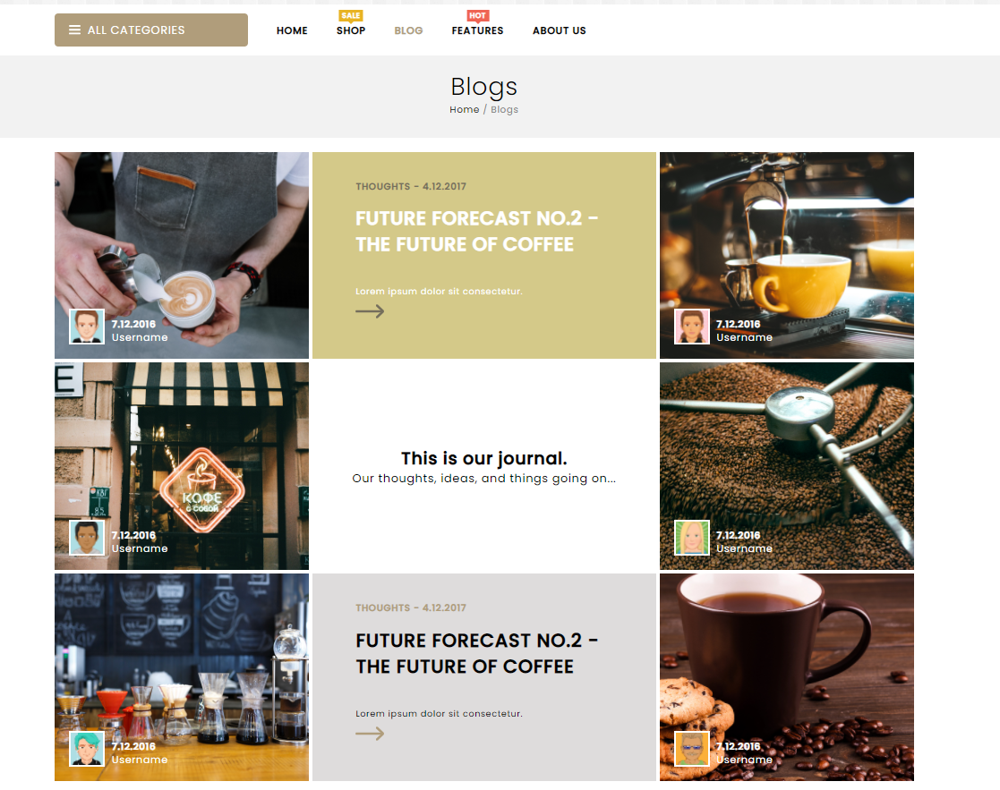 ALL CATEGORIES
HOME
SALE
SHOP
BLOG
HOT
FEATURES
ABOUT US
Blogs
Home / Blogs
7.12.2016
Username
THOUGHTS - 4.12.2017
FUTURE FORECAST NO.2 -
THE FUTURE OF COFFEE
Lorem ipsum dolor sit consectetur.
7.12.2016
Username
E
КОФЕ
С СОБОЙ
7.12.2016
Username
This is our journal.
Our thoughts, ideas, and things going on...
7.12.2016
Username
7.12.2016
Username
THOUGHTS - 4.12.2017
FUTURE FORECAST NO.2 -
THE FUTURE OF COFFEE
Lorem ipsum dolor sit consectetur.
7.12.2016
Username